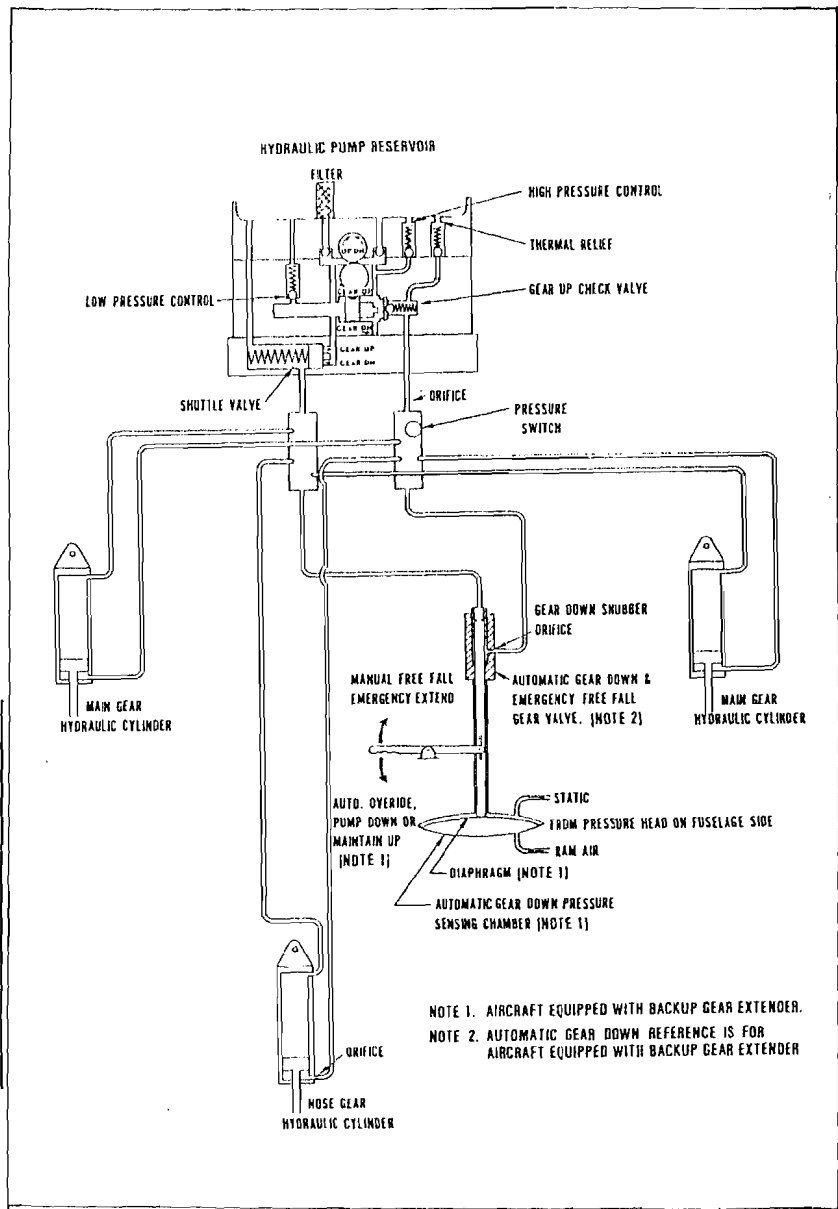 HYDRAULIC PUMP RESERVOIR
FILTER
HIGH PRESSURE CONTROL
THERMAL RELIEF
UP DN
GEAR UP CHECK VALVE
LOW PRESSURE CONTROL
GEAR UP
GEAR DN
GEAR UP
GEAR DN
SHUTTLE VALVE
ORIFICE
PRESSURE
SWITCH
GEAR DOWN SNUBBER
ORIFICE
MANUAL FREE FALL
EMERGENCY EXTEND
AUTOMATIC GEAR DOWN &
EMERGENCY FREE FALL
GEAR VALVE. (NOTE 2)
MAIN GEAR
HYDRAULIC CYLINDER
MAIN GEAR
HYDRAULIC CYLINDER
AUTO. OVERIDE,
PUMP DOWN OR
MAINTAIN UP
(NOTE 1)
STATIC
FROM PRESSURE HEAD ON FUSELAGE SIDE
RAM AIR
DIAPHRAGM (NOTE 1)
AUTOMATIC GEAR DOWN PRESSURE
SENSING CHAMBER (NOTE 1)
NOTE 1. AIRCRAFT EQUIPPED WITH BACKUP GEAR EXTENDER.
NOTE 2. AUTOMATIC GEAR DOWN REFERENCE IS FOR
AIRCRAFT EQUIPPED WITH BACKUP GEAR EXTENDER
ORIFICE
NOSE GEAR
HYDRAULIC CYLINDER